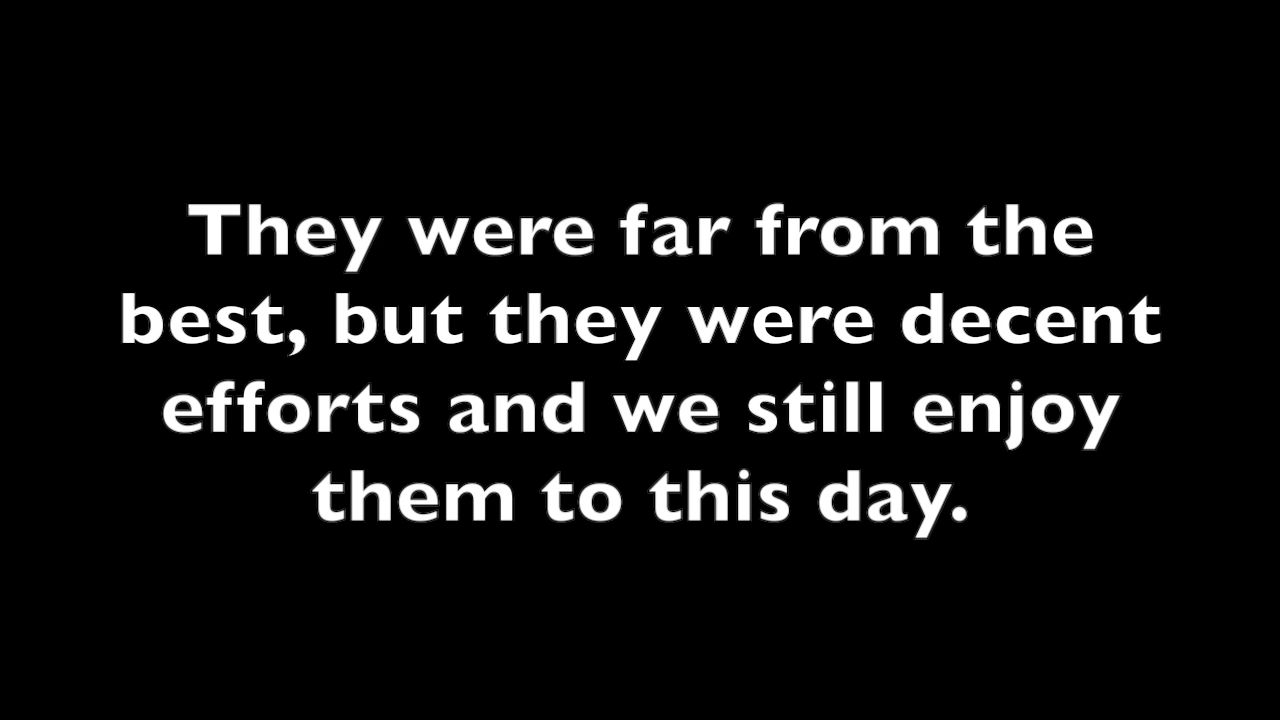 They were far from the
best, but they were decent
efforts and we still enjoy
them to this day.